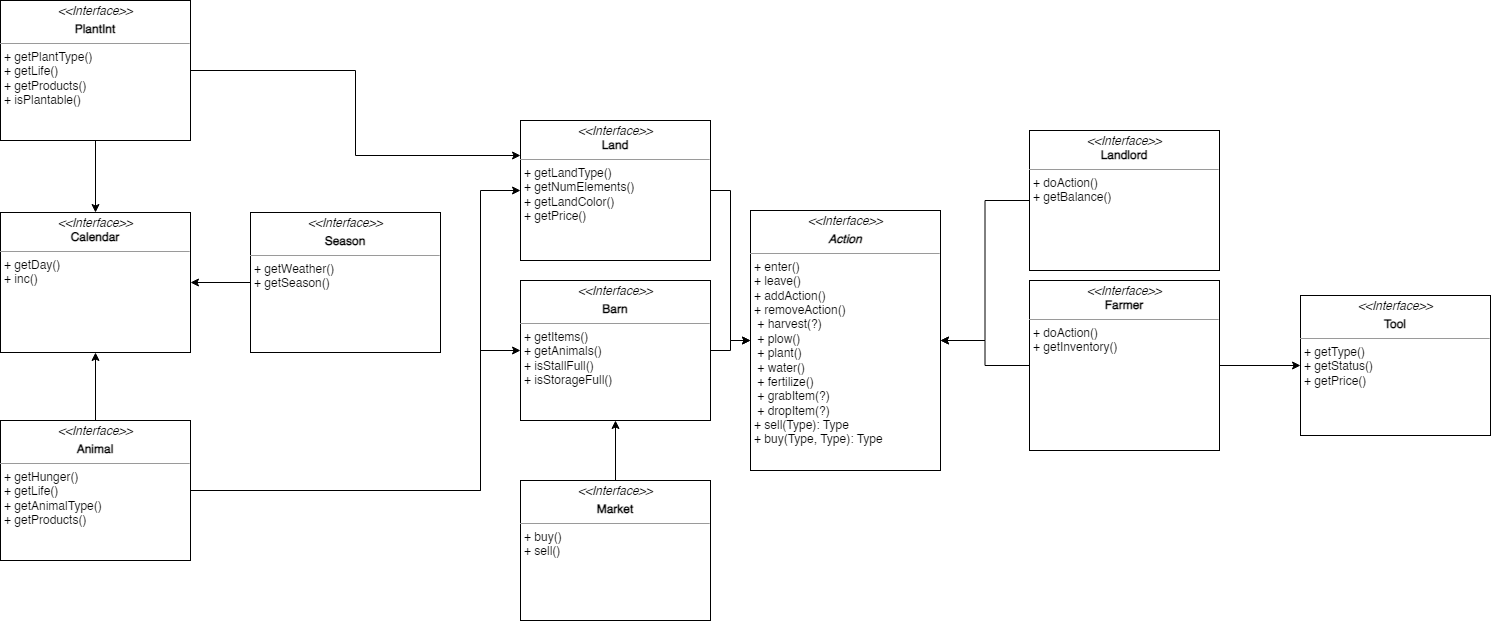 <<Interface>>
PlantInt
+ getPlantType()
+ getLife()
+ getProducts()
+ isPlantable()
<<Interface>>
Calendar
+ getDay()
+ inc()
<<Interface>>
Season
+ getWeather()
+ getSeason()
<<Interface>>
Animal
+ getHunger()
+ getLife()
+ getAnimalType()
+ getProducts()
<<Interface>>
Land
+ getLandType()
+ getNumElements()
+ getLandColor()
+ getPrice()
<<Interface>>
Barn
+ getItems()
+ getAnimals()
+ isStallFull()
+ isStorageFull()
<<Interface>>
Market
+ buy()
+ sell()
<<Interface>>
Action
+ enter()
+ leave()
+ addAction()
+ removeAction()
+ harvest(?)
+ plow()
+ plant()
+ water()
+ fertilize()
+ grabItem(?)
+ dropItem(?)
+ sell(Type): Type
+ buy(Type, Type): Type
<<Interface>>
Landlord
+ doAction()
+ getBalance()
<<Interface>>
Farmer
+ doAction()
+ getInventory()
<<Interface>>
Tool
+ getType()
+ getStatus()
+ getPrice()